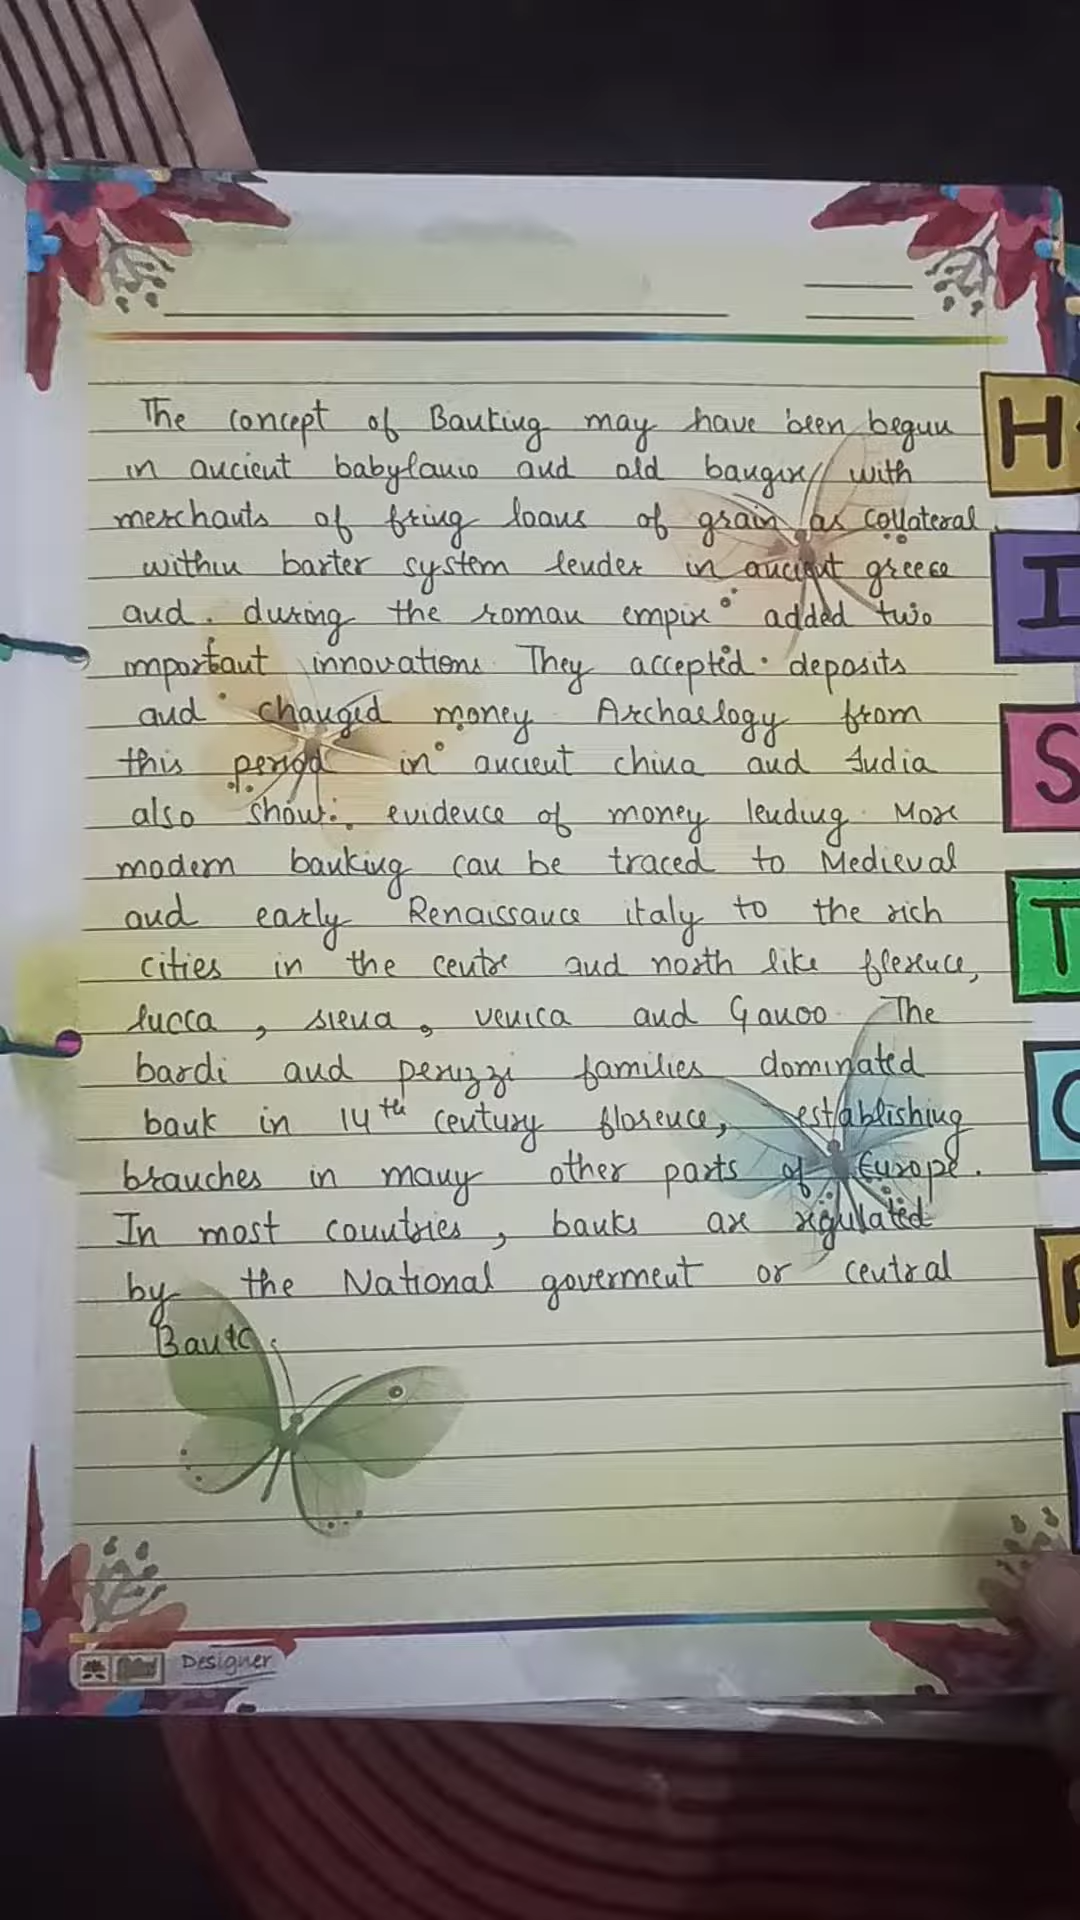 The concept of Banking may have been begun
in ancient babylanio and old bangix with
merchants of fring loans of grain as Collateral.
within barter system lender in ancient greece
and. during the roman empire added two
important innovations. They accepted deposits
and changed money. Archaelogy from
this period in ancient china and India
also show evidence of money lending. More
modern banking can be traced to Medieval
and early Renaissance italy to the rich
cities in the centre and north like flerence,
lucca, siena, venica and Ganoo. The
bardi and peruzzi families dominated
bank in 14th century florence, establishing
branches in many other parts of Europe.
In most countries, banks are regulated
by the National goverment or central
Bank.
Designer
H
I
S
T